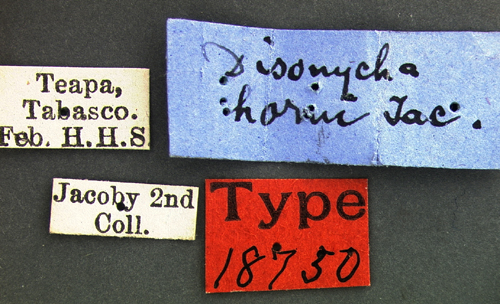 Teapa,
Tabasco.
Feb. H.H.S
Disonycha
horni Jac.
Jacoby 2nd
Coll.
Type
18750